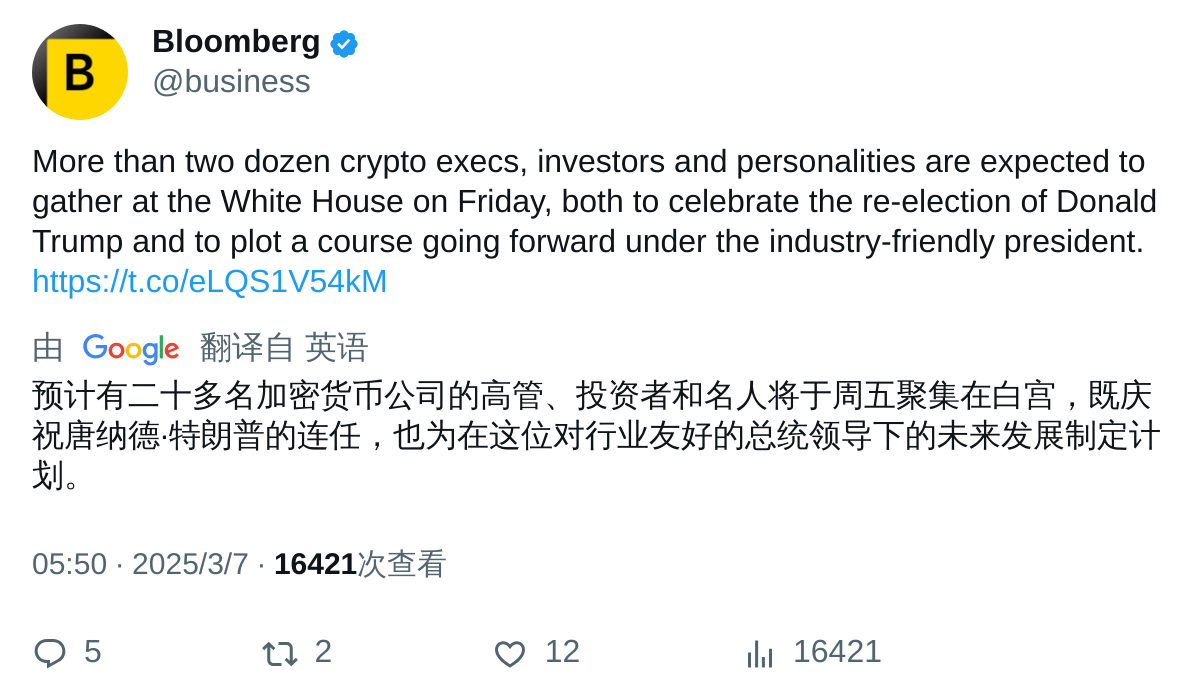 B
Bloomberg
@business
More than two dozen crypto execs, investors and personalities are expected to
gather at the White House on Friday, both to celebrate the re-election of Donald
Trump and to plot a course going forward under the industry-friendly president.
https://t.co/eLQS1V54kM
由 Google 翻译自 英语
预计有二十多名加密货币公司的高管、投资者和名人将于周五聚集在白宫，既庆
祝唐纳德·特朗普的连任，也为在这位对行业友好的总统领导下的未来发展制定计
划。
05:50 · 2025/3/7 · 16421次查看
5 2 12 16421